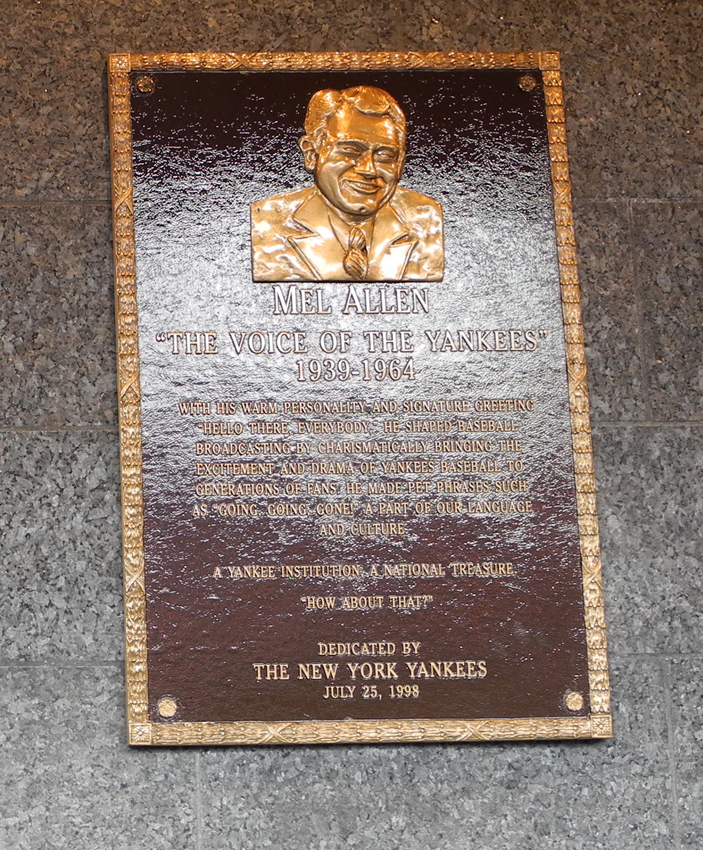 MEL ALLEN
"THE VOICE OF THE YANKEES"
1939-1964
WITH HIS WARM PERSONALITY AND SIGNATURE GREETING
"HELLO THERE, EVERYBODY," HE SHAPED BASEBALL
BROADCASTING BY CHARISMATICALLY BRINGING THE
EXCITEMENT AND DRAMA OF YANKEES BASEBALL TO
GENERATIONS OF FANS. HE MADE PET PHRASES SUCH
AS "GOING, GOING, GONE!" A PART OF OUR LANGUAGE
AND CULTURE.
A YANKEE INSTITUTION, A NATIONAL TREASURE.
"HOW ABOUT THAT?"
DEDICATED BY
THE NEW YORK YANKEES
JULY 25, 1998